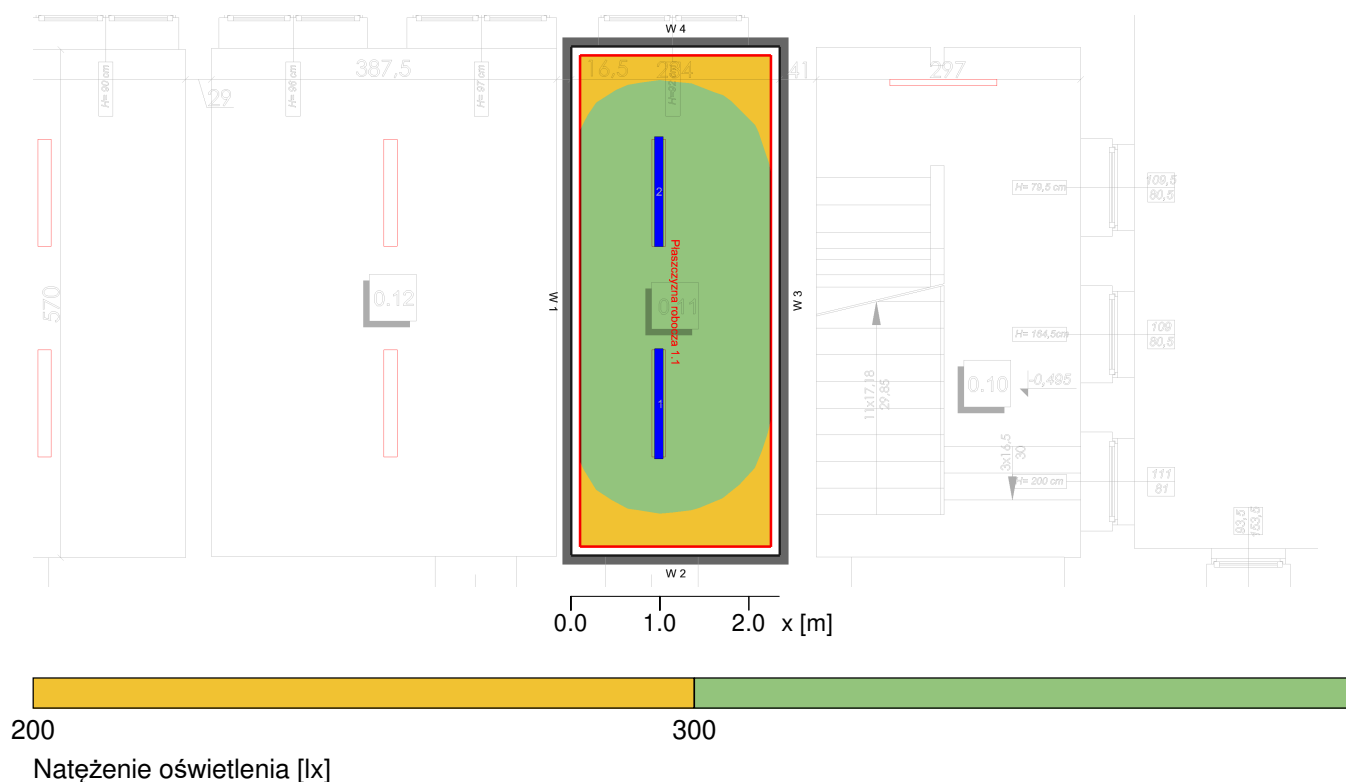 W 4
387,5
16,5
234
41
297
29
H= 90 cm
H= 96 cm
H= 97 cm
2
109,5
80,5
H= 79,5 cm
Płaszczyzna robocza 1.1
570
0.12
W 1
0.11
W 3
109
80,5
H= 164,5cm
0.10
-0,495
11x17,18
29,85
1
3x16,5
30
H= 200 cm
111
81
93,5
153,5
W 2
0.0 1.0 2.0 x [m]
200 300
Natężenie oświetlenia [lx]